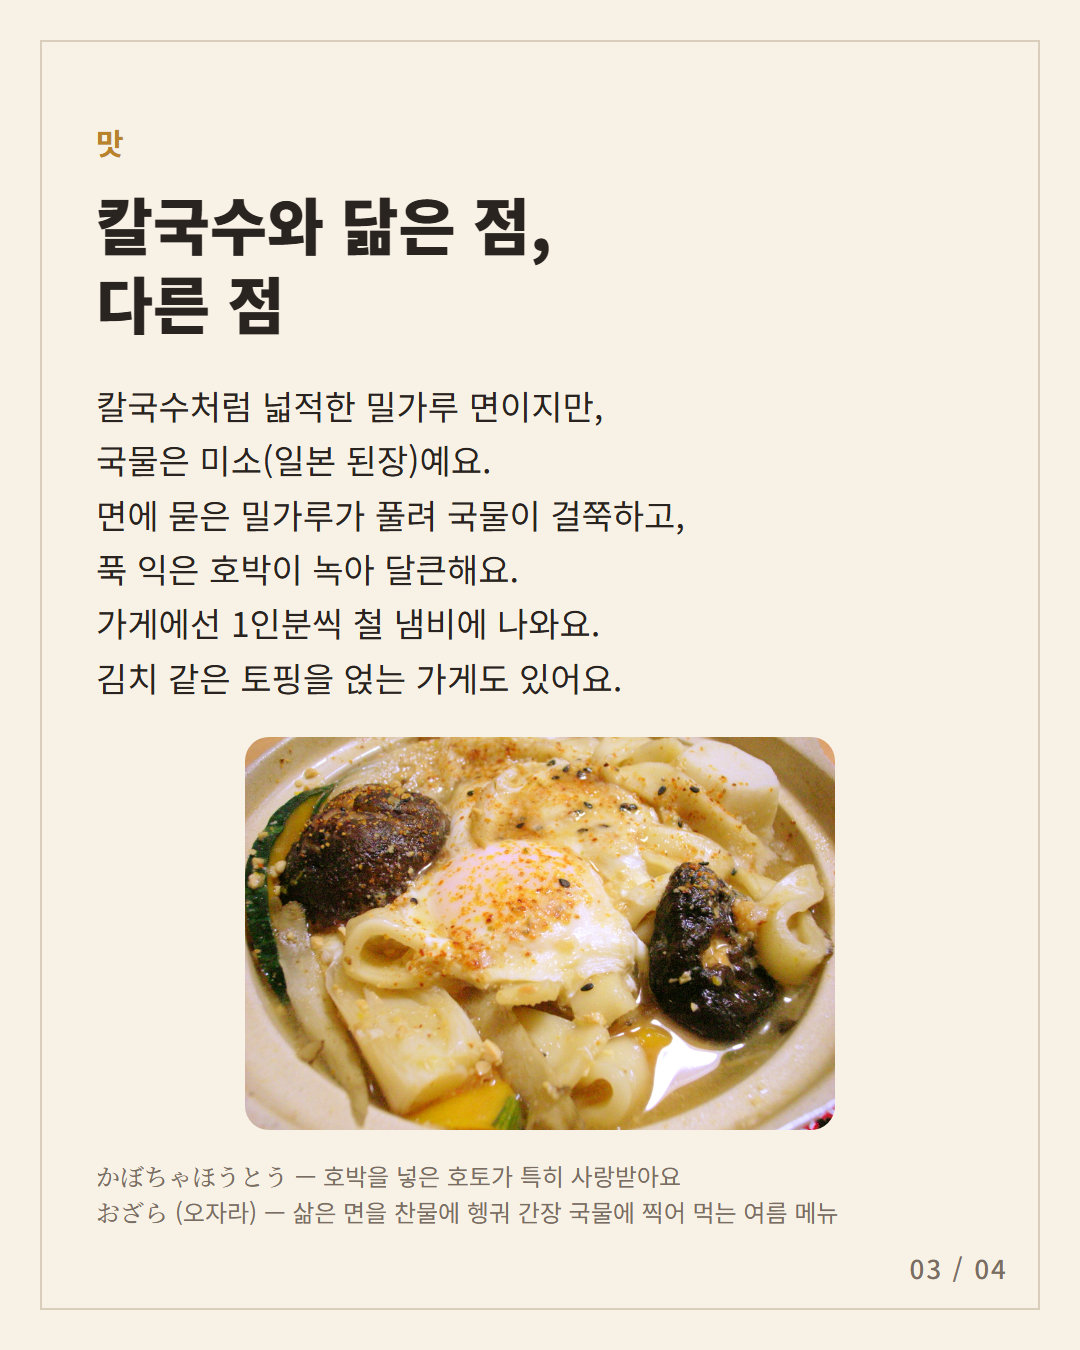 맛
칼국수와 닮은 점,
다른 점
칼국수처럼 넓적한 밀가루 면이지만,
국물은 미소(일본 된장)예요.
면에 묻은 밀가루가 풀려 국물이 걸쭉하고,
푹 익은 호박이 녹아 달큰해요.
가게에선 1인분씩 철 냄비에 나와요.
김치 같은 토핑을 얹는 가게도 있어요.
かぼちゃほうとう — 호박을 넣은 호토가 특히 사랑받아요
おざら (오자라) — 삶은 면을 찬물에 헹궈 간장 국물에 찍어 먹는 여름 메뉴
03 / 04